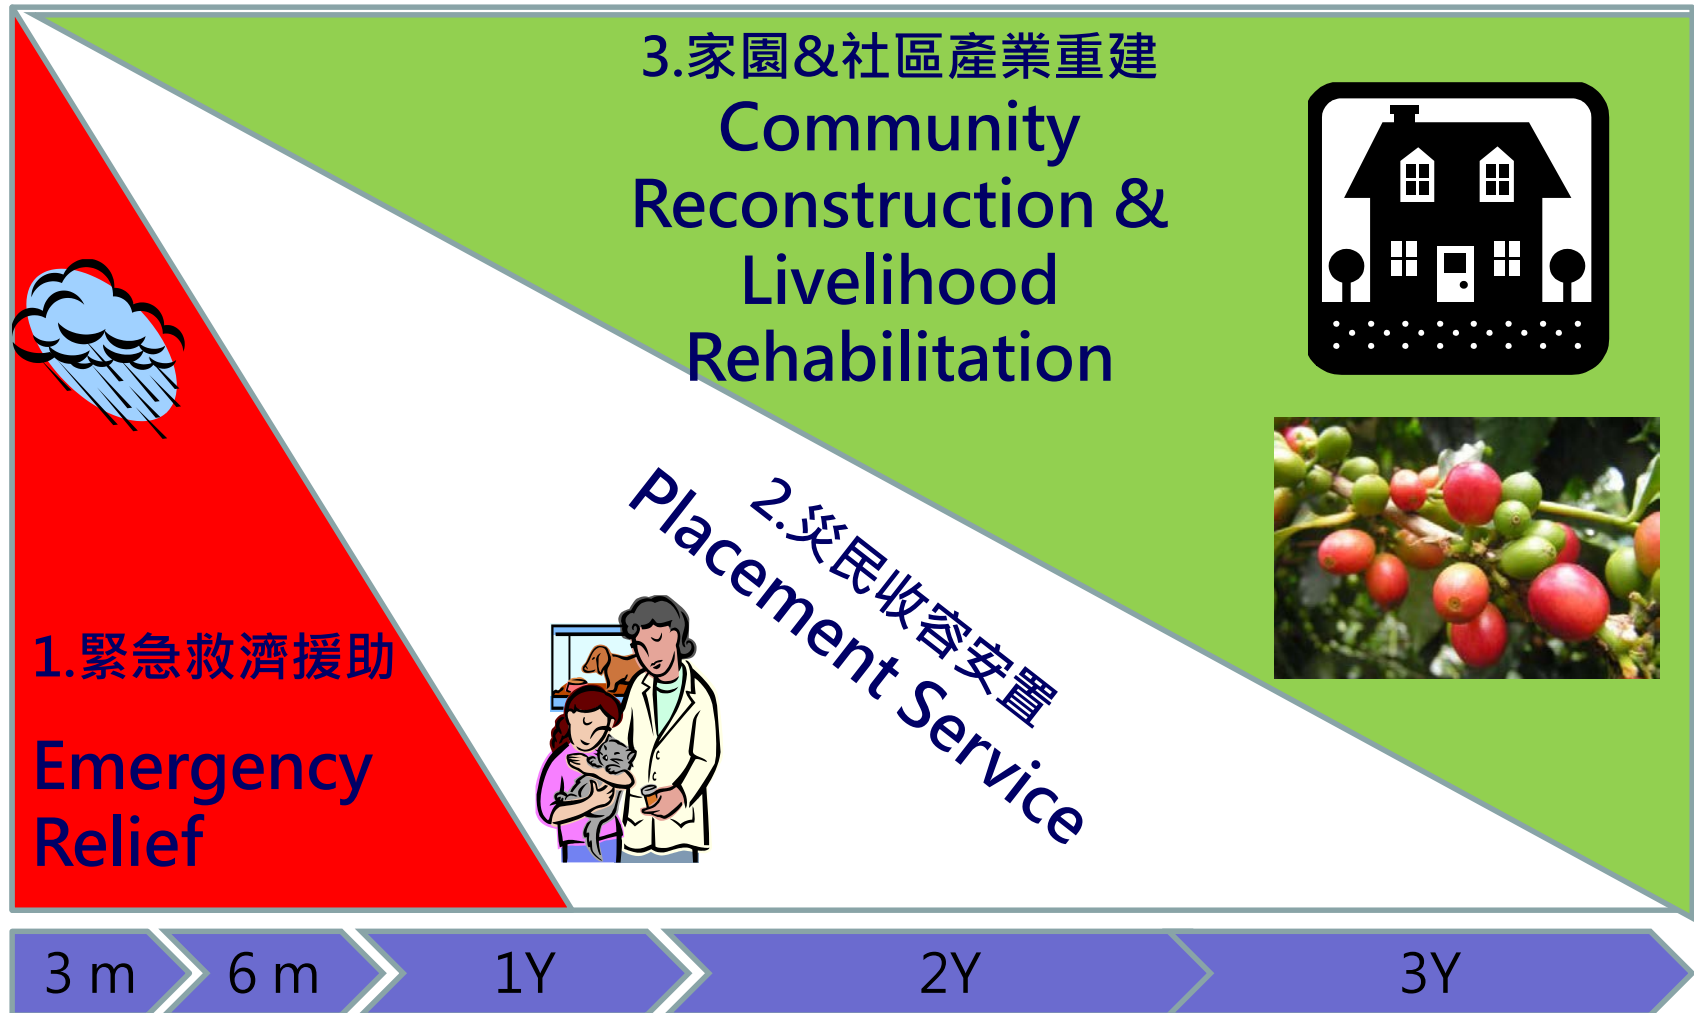 3.家園&社區產業重建
Community
Reconstruction &
Livelihood
Rehabilitation
2.災民收容安置
Placement Service
1.緊急救濟援助
Emergency
Relief
3 m
6 m
1Y
2Y
3Y